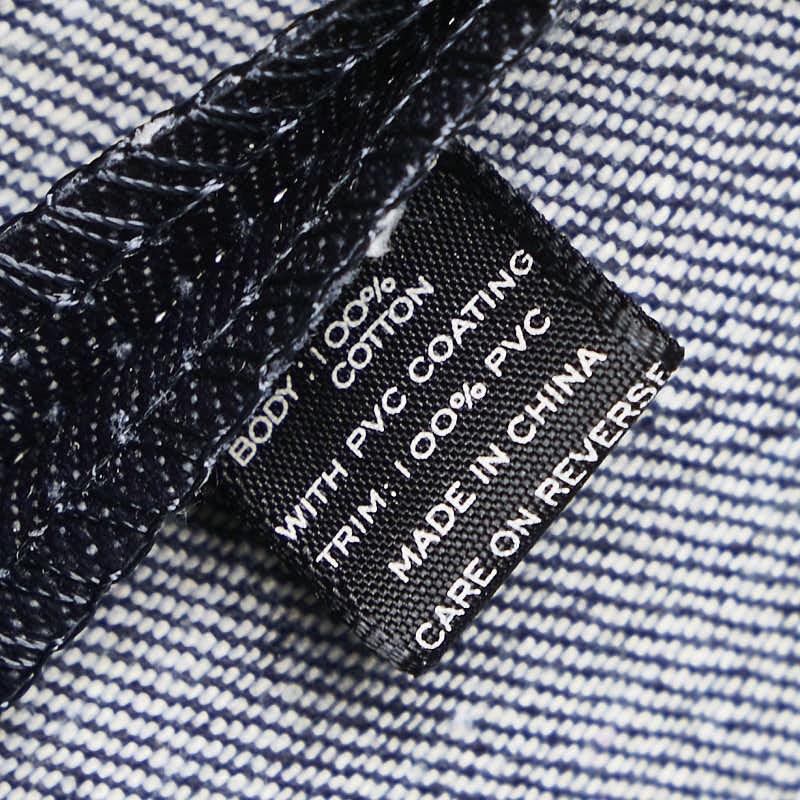 BODY: 100%
COTTON
WITH PVC COATING
TRIM: 100% PVC
MADE IN CHINA
CARE ON REVERSE